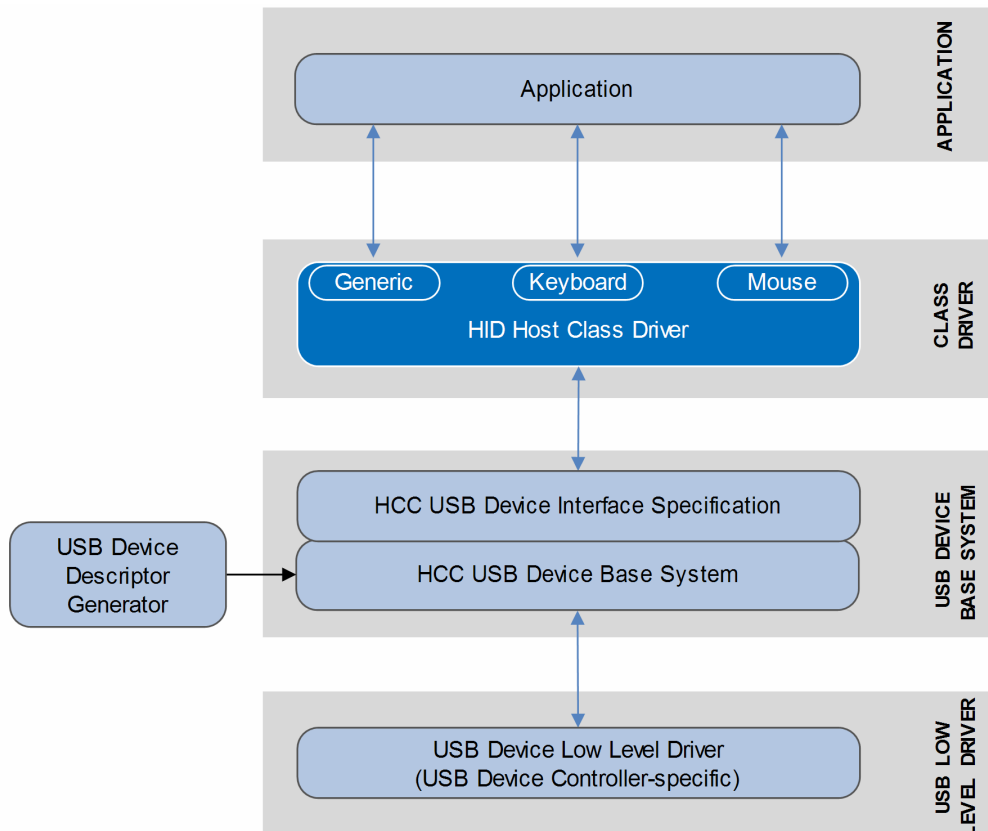 Application
APPLICATION
Generic
Keyboard
Mouse
HID Host Class Driver
CLASS
DRIVER
HCC USB Device Interface Specification
HCC USB Device Base System
USB DEVICE
BASE SYSTEM
USB Device
Descriptor
Generator
USB Device Low Level Driver
(USB Device Controller-specific)
USB LOW
LEVEL DRIVER